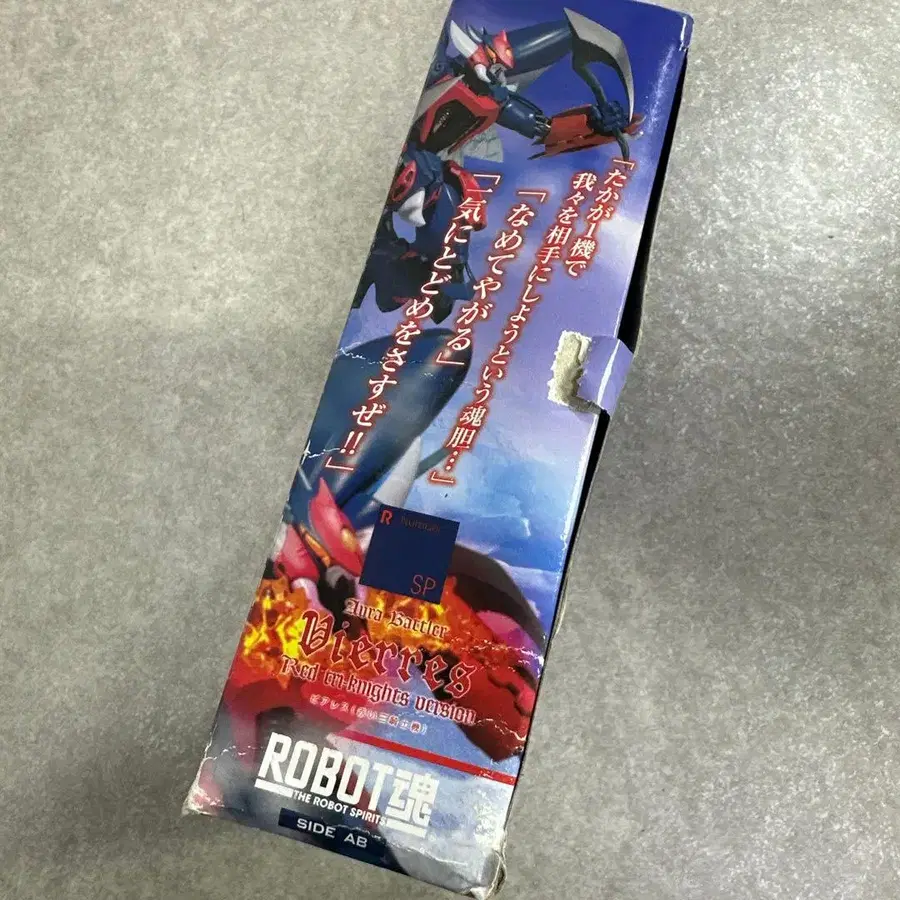 「たかが1機で
我々を相手にしようという魂胆…」
「なめてやがる」
「一気にとどめをさすぜ!!」
R Number
SP
Aura Battler
Vierres
Red tri-knights version
ビアレス(赤い三騎士機)
ROBOT魂
THE ROBOT SPIRITS
SIDE AB